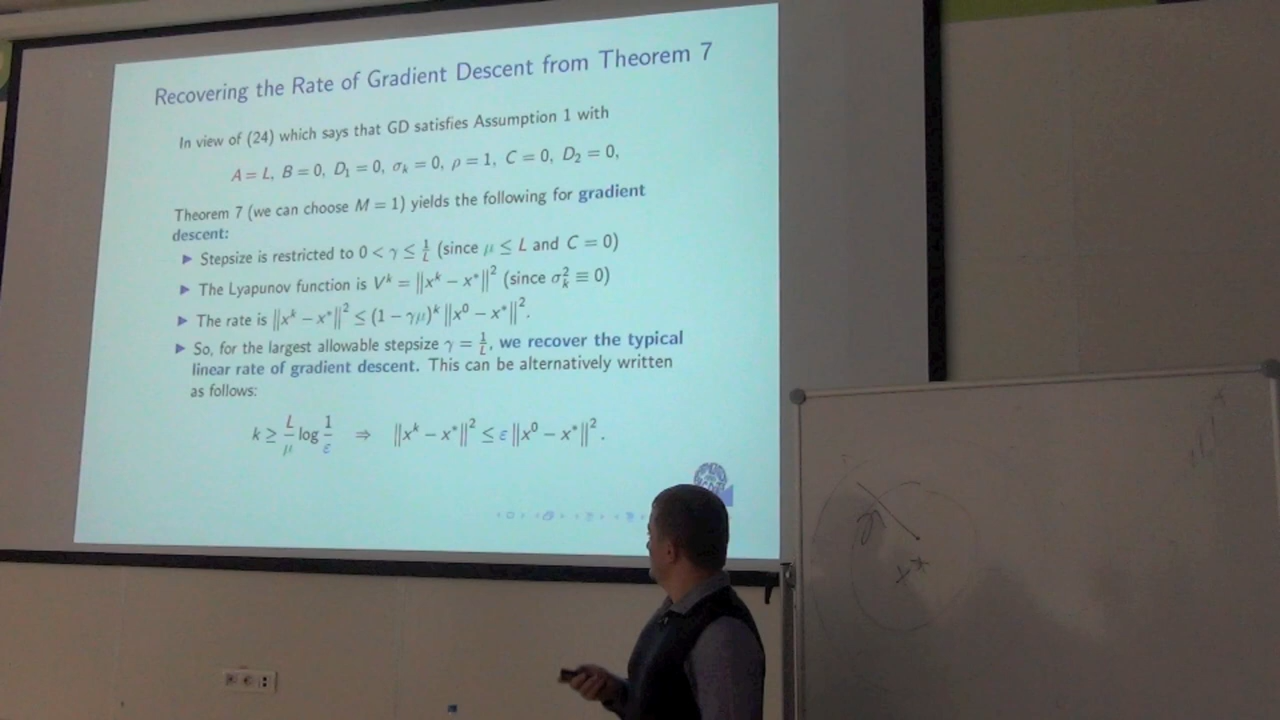 Recovering the Rate of Gradient Descent from Theorem 7
In view of (24) which says that GD satisfies Assumption 1 with
A = L, B = 0, D₁ = 0, σₖ = 0, ρ = 1, C = 0, D₂ = 0,
Theorem 7 (we can choose M = 1) yields the following for gradient
descent:
▶ Stepsize is restricted to 0 < γ ≤ 1/L (since μ ≤ L and C = 0)
▶ The Lyapunov function is Vᵏ = ‖xᵏ − x*‖² (since σₖ² ≡ 0)
▶ The rate is ‖xᵏ − x*‖² ≤ (1 − γμ)ᵏ ‖x⁰ − x*‖².
▶ So, for the largest allowable stepsize γ = 1/L, we recover the typical
linear rate of gradient descent. This can be alternatively written
as follows:
k ≥ L/μ log 1/ε ⇒ ‖xᵏ − x*‖² ≤ ε ‖x⁰ − x*‖².
x*